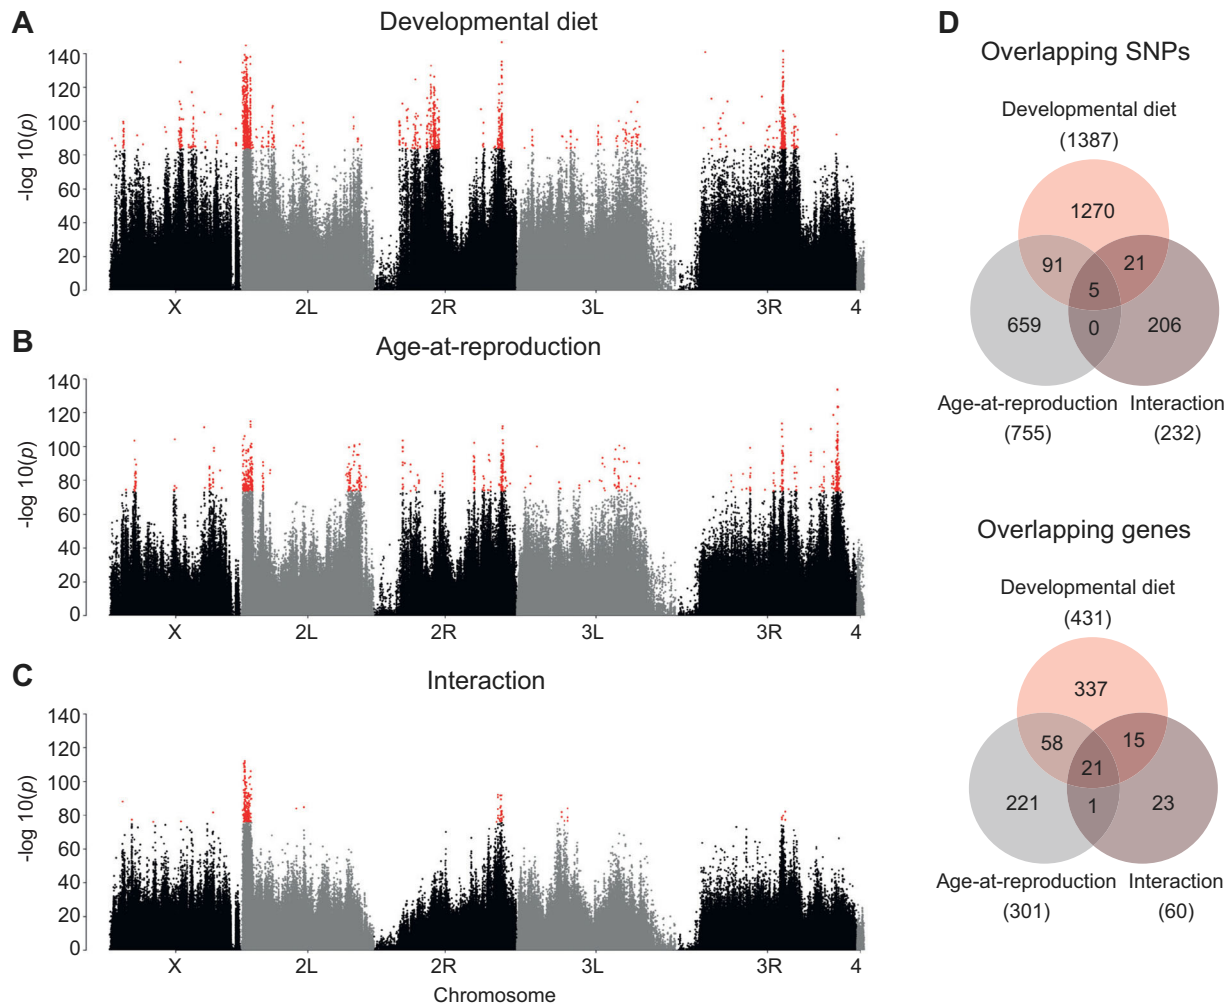 A
Developmental diet
-log 10(p)
140
120
100
80
60
40
20
0
X 2L 2R 3L 3R 4
B
Age-at-reproduction
-log 10(p)
140
120
100
80
60
40
20
0
X 2L 2R 3L 3R 4
C
Interaction
-log 10(p)
140
120
100
80
60
40
20
0
X 2L 2R 3L 3R 4
Chromosome
D
Overlapping SNPs
Developmental diet
(1387)
1270
91 21
5
659 0 206
Age-at-reproduction Interaction
(755) (232)
Overlapping genes
Developmental diet
(431)
337
58 15
21
221 1 23
Age-at-reproduction Interaction
(301) (60)